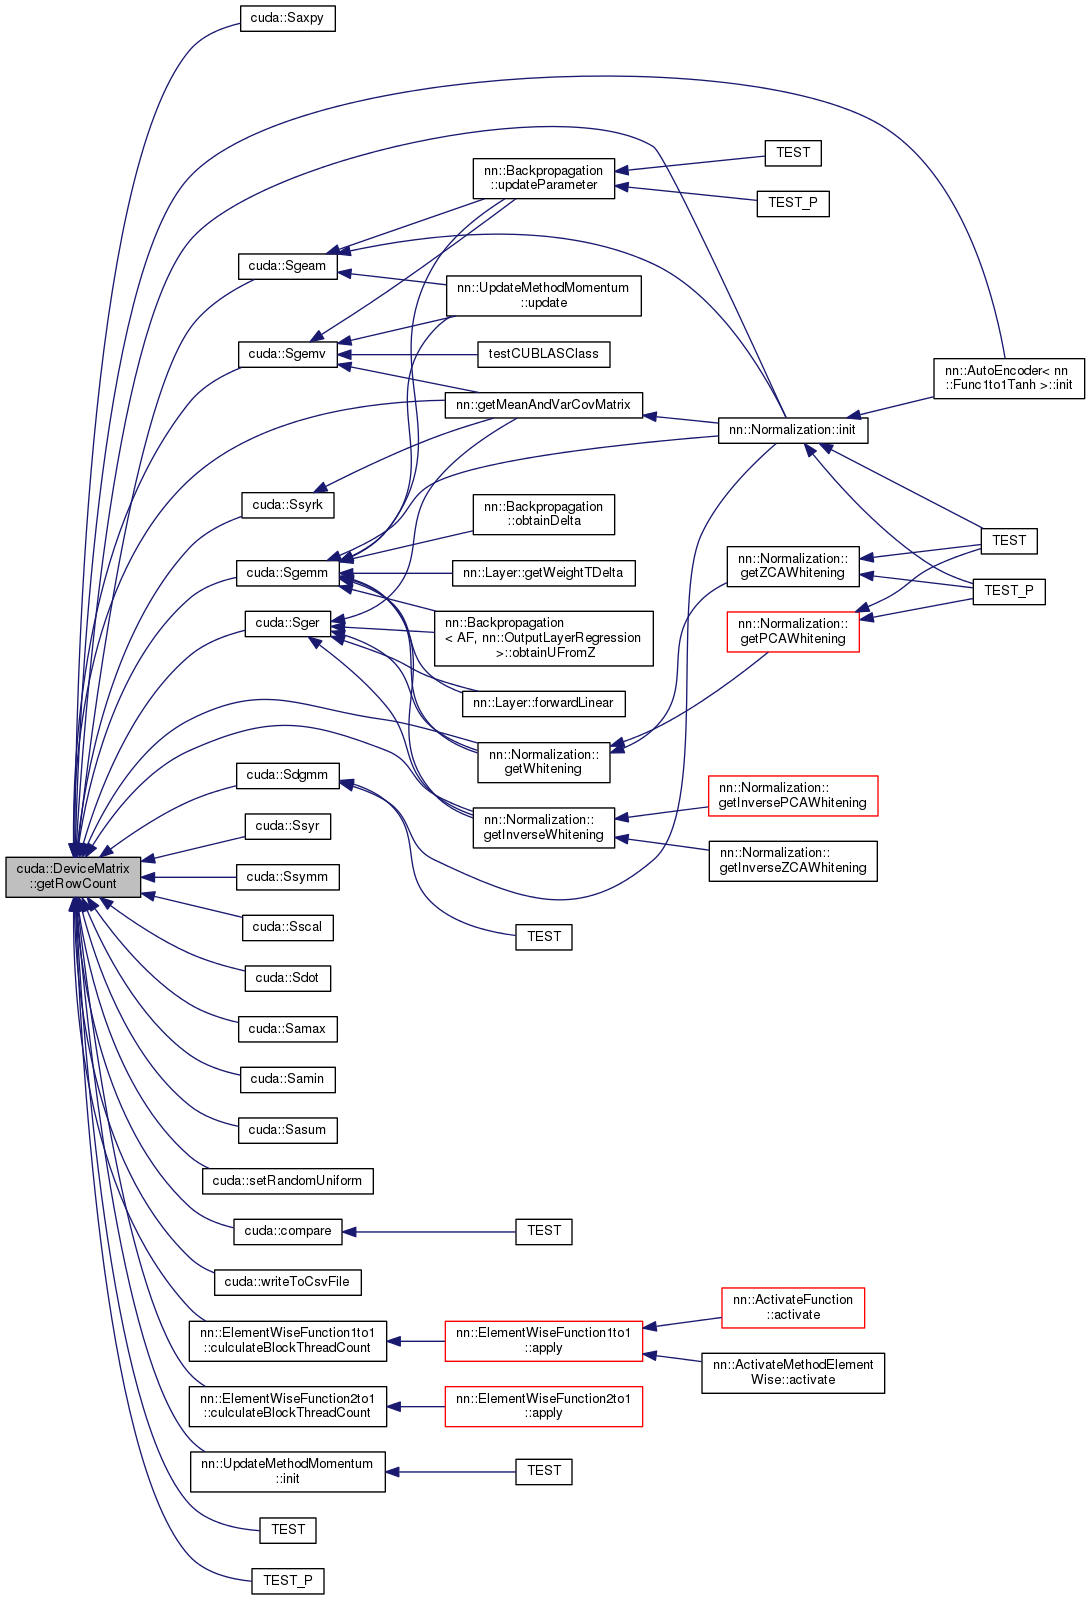 cuda::Saxpy
TEST
nn::Backpropagation
::updateParameter
TEST_P
cuda::Sgeam
nn::UpdateMethodMomentum
::update
cuda::Sgemv
testCUBLASClass
nn::AutoEncoder< nn
::Func1to1Tanh >::init
nn::getMeanAndVarCovMatrix
nn::Normalization::init
cuda::Ssyrk
nn::Backpropagation
::obtainDelta
TEST
cuda::Sgemm
nn::Layer::getWeightTDelta
nn::Normalization::
getZCAWhitening
TEST_P
cuda::Sger
nn::Backpropagation
< AF, nn::OutputLayerRegression
>::obtainUFromZ
nn::Normalization::
getPCAWhitening
nn::Layer::forwardLinear
nn::Normalization::
getWhitening
cuda::Sdgmm
nn::Normalization::
getInversePCAWhitening
cuda::Ssyr
nn::Normalization::
getInverseWhitening
nn::Normalization::
getInverseZCAWhitening
cuda::DeviceMatrix
::getRowCount
cuda::Ssymm
cuda::Sscal
TEST
cuda::Sdot
cuda::Samax
cuda::Samin
cuda::Sasum
cuda::setRandomUniform
cuda::compare
TEST
cuda::writeToCsvFile
nn::ActivateFunction
::activate
nn::ElementWiseFunction1to1
::culculateBlockThreadCount
nn::ElementWiseFunction1to1
::apply
nn::ActivateMethodElement
Wise::activate
nn::ElementWiseFunction2to1
::culculateBlockThreadCount
nn::ElementWiseFunction2to1
::apply
nn::UpdateMethodMomentum
::init
TEST
TEST
TEST_P